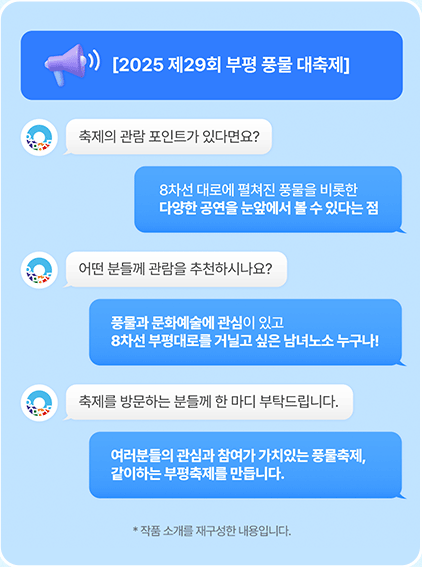 [2025 제29회 부평 풍물 대축제]
축제의 관람 포인트가 있다면요?
8차선 대로에 펼쳐진 풍물을 비롯한
다양한 공연을 눈앞에서 볼 수 있다는 점
어떤 분들께 관람을 추천하시나요?
풍물과 문화예술에 관심이 있고
8차선 부평대로를 거닐고 싶은 남녀노소 누구나!
축제를 방문하는 분들께 한 마디 부탁드립니다.
여러분들의 관심과 참여가 가치있는 풍물축제,
같이하는 부평축제를 만듭니다.
* 작품 소개를 재구성한 내용입니다.